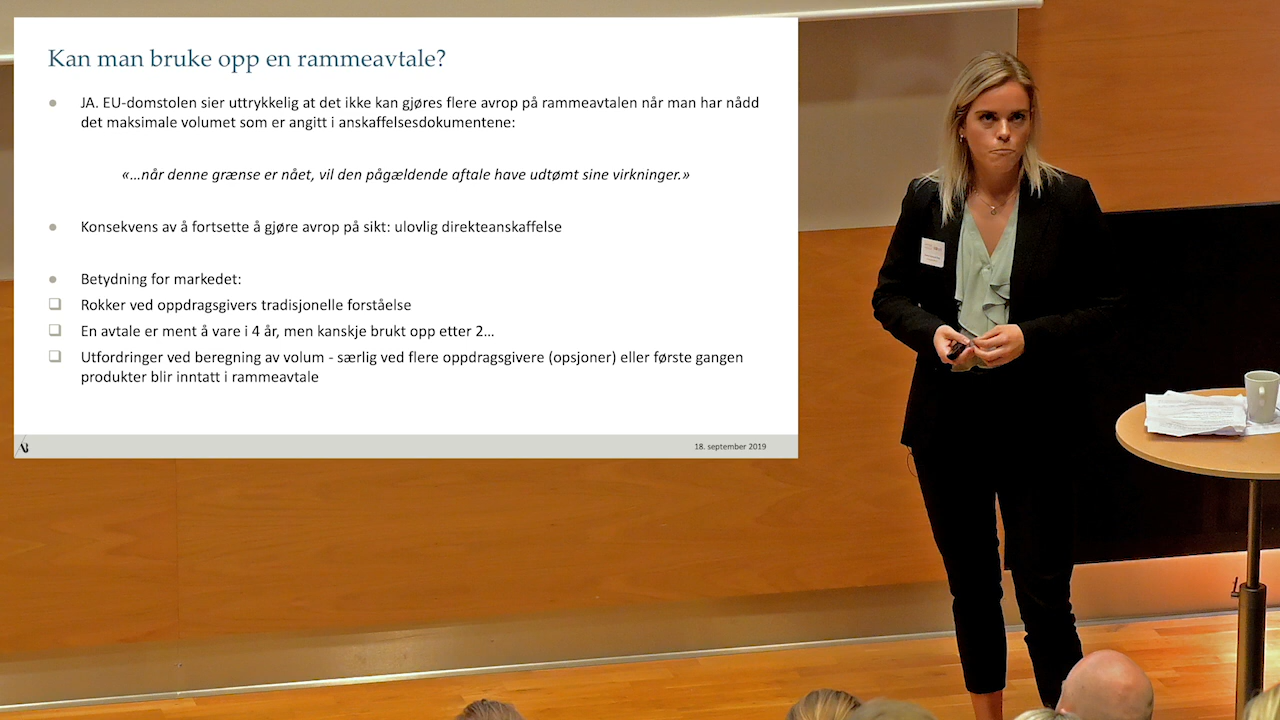 Kan man bruke opp en rammeavtale?
JA. EU-domstolen sier uttrykkelig at det ikke kan gjøres flere avrop på rammeavtalen når man har nådd
det maksimale volumet som er angitt i anskaffelsesdokumentene:
«…når denne grænse er nået, vil den pågældende aftale have udtømt sine virkninger.»
Konsekvens av å fortsette å gjøre avrop på sikt: ulovlig direkteanskaffelse
Betydning for markedet:
Rokker ved oppdragsgivers tradisjonelle forståelse
En avtale er ment å vare i 4 år, men kanskje brukt opp etter 2…
Utfordringer ved beregning av volum - særlig ved flere oppdragsgivere (opsjoner) eller første gangen
produkter blir inntatt i rammeavtale
18. september 2019